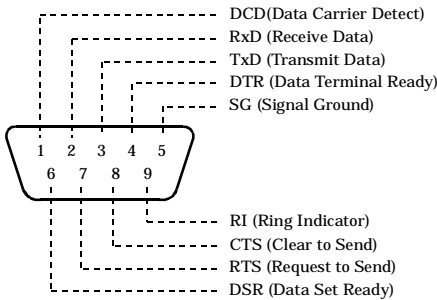 DCD(Data Carrier Detect)
RxD (Receive Data)
TxD (Transmit Data)
DTR (Data Terminal Ready)
SG (Signal Ground)
1 2 3 4 5
6 7 8 9
RI (Ring Indicator)
CTS (Clear to Send)
RTS (Request to Send)
DSR (Data Set Ready)